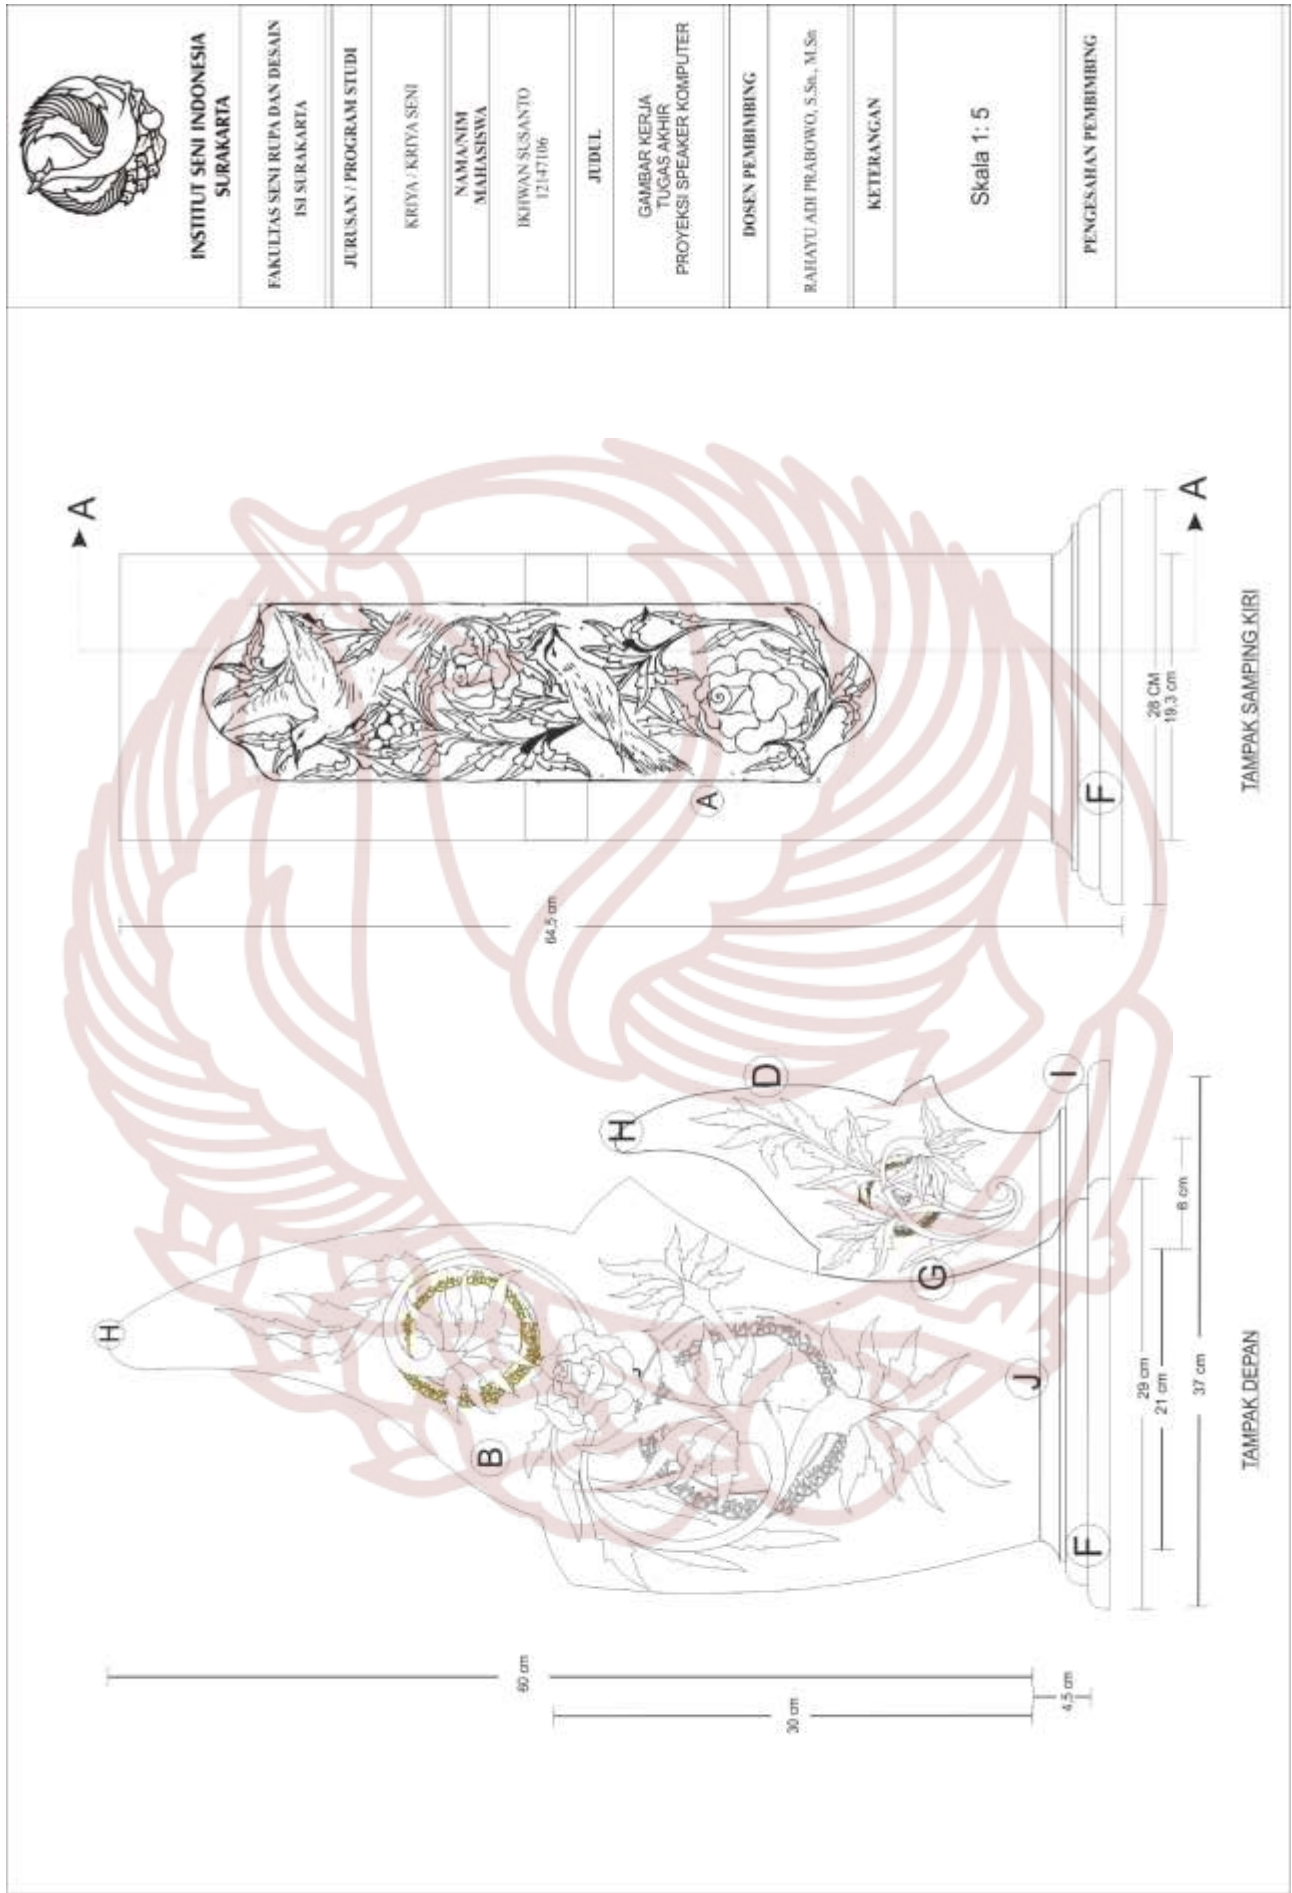 INSTITUT SENI INDONESIA
SURAKARTA
FAKULTAS SENI RUPA DAN DESAIN
ISI SURAKARTA
JURUSAN / PROGRAM STUDI
KRIYA / KRIYA SENI
NAMA/NIM
MAHASISWA
IKHWAN SUSANTO
12147106
JUDUL
GAMBAR KERJA
TUGAS AKHIR
PROYEKSI SPEAKER KOMPUTER
DOSEN PEMBIMBING
RAHAYU ADI PRABOWO, S.Sn., M.Sn
KETERANGAN
Skala 1: 5
PENGESAHAN PEMBIMBING
A
A
A
F
64.5 cm
28 CM
19.3 cm
TAMPAK SAMPING KIRI
H
B
H
D
G
I
J
F
60 cm
30 cm
4.5 cm
6 cm
29 cm
21 cm
37 cm
TAMPAK DEPAN